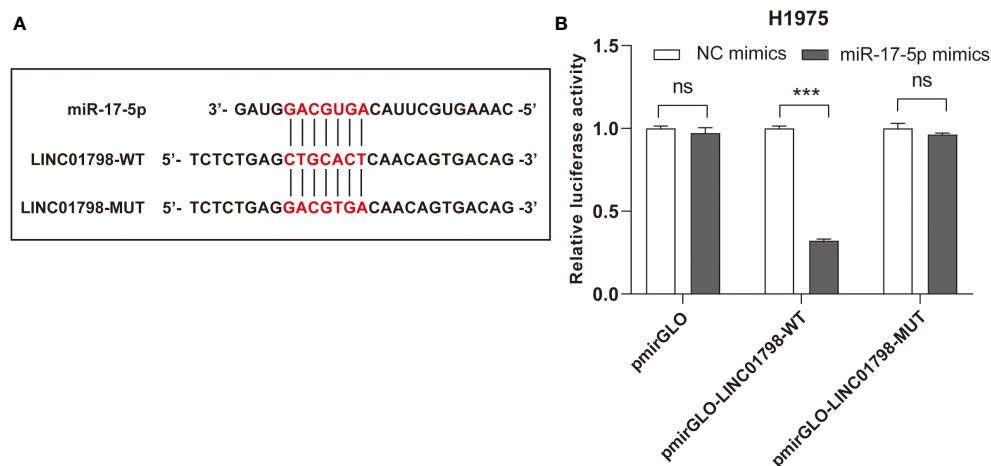 A
miR-17-5p 3’- GAUGGACGUGACAUUCGUGAAAC -5’
LINC01798-WT 5’- TCTCTGAGCTGCACTCAACAGTGACAG -3’
LINC01798-MUT 5’- TCTCTGAGGACGTGACAACAGTGACAG -3’
B
H1975
NC mimics miR-17-5p mimics
Relative luciferase activity
1.5
1.0
0.5
0.0
ns
***
ns
pmirGLO
pmirGLO-LINC01798-WT
pmirGLO-LINC01798-MUT